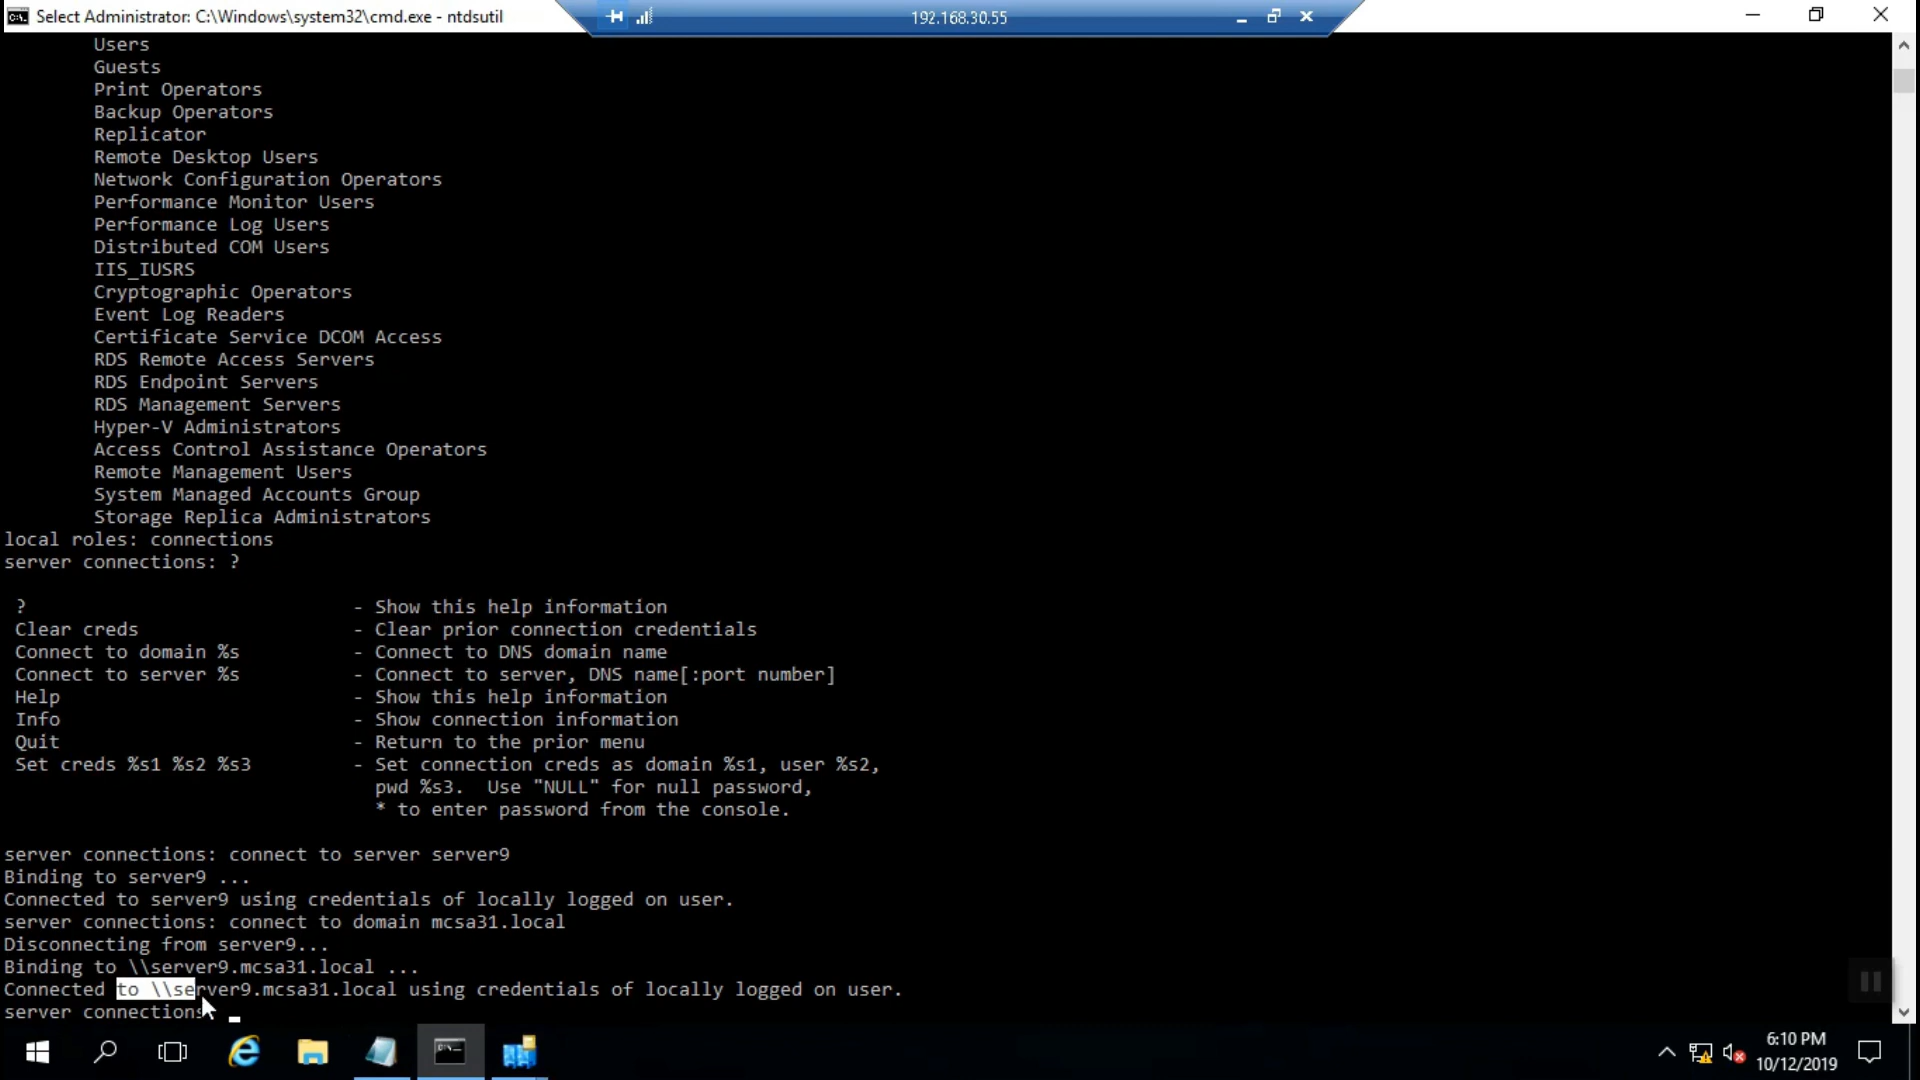 Select Administrator: C:\Windows\system32\cmd.exe - ntdsutil
192.168.30.55
Users
Guests
Print Operators
Backup Operators
Replicator
Remote Desktop Users
Network Configuration Operators
Performance Monitor Users
Performance Log Users
Distributed COM Users
IIS_IUSRS
Cryptographic Operators
Event Log Readers
Certificate Service DCOM Access
RDS Remote Access Servers
RDS Endpoint Servers
RDS Management Servers
Hyper-V Administrators
Access Control Assistance Operators
Remote Management Users
System Managed Accounts Group
Storage Replica Administrators
local roles: connections
server connections: ?
? - Show this help information
Clear creds - Clear prior connection credentials
Connect to domain %s - Connect to DNS domain name
Connect to server %s - Connect to server, DNS name[:port number]
Help - Show this help information
Info - Show connection information
Quit - Return to the prior menu
Set creds %s1 %s2 %s3 - Set connection creds as domain %s1, user %s2,
pwd %s3. Use "NULL" for null password,
* to enter password from the console.
server connections: connect to server server9
Binding to server9 ...
Connected to server9 using credentials of locally logged on user.
server connections: connect to domain mcsa31.local
Disconnecting from server9...
Binding to \\server9.mcsa31.local ...
Connected to \\server9.mcsa31.local using credentials of locally logged on user.
server connections
6:10 PM
10/12/2019